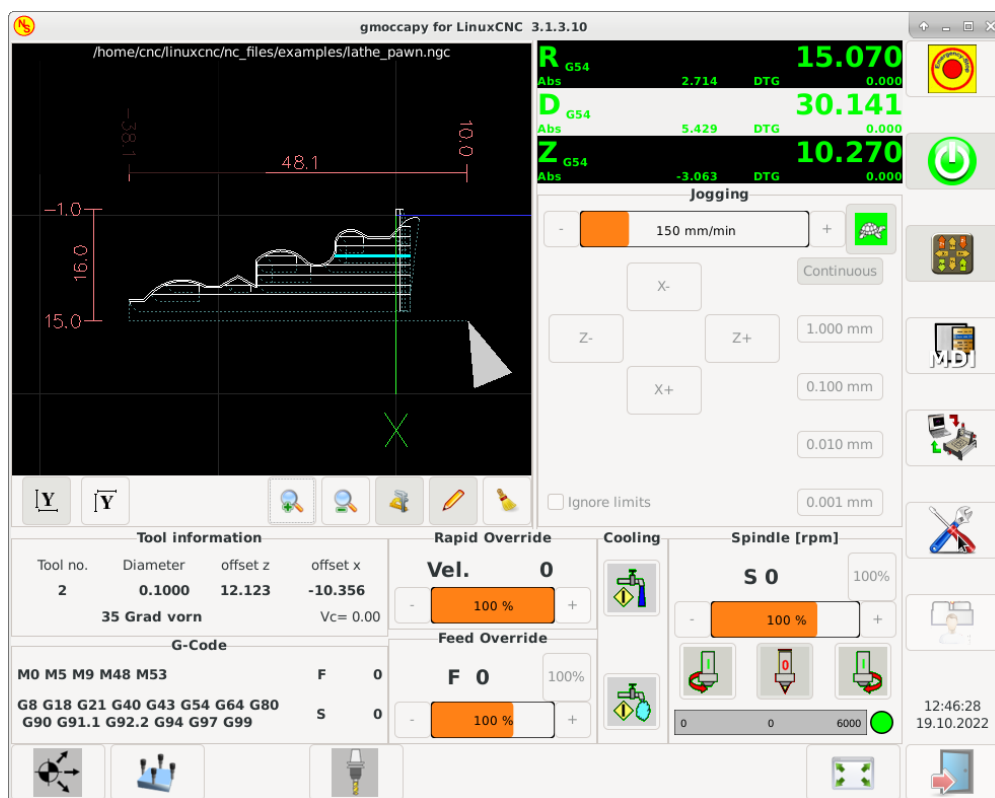 NS
gmoccapy for LinuxCNC 3.1.3.10
/home/cnc/linuxcnc/nc_files/examples/lathe_pawn.ngc
-38.1
10.0
48.1
-1.0
16.0
15.0
X
R G54 15.070
Abs 2.714 DTG 0.000
D G54 30.141
Abs 5.429 DTG 0.000
Z G54 10.270
Abs -3.063 DTG 0.000
Jogging
- 150 mm/min +
Continuous
X-
1.000 mm
Z- Z+
0.100 mm
X+
0.010 mm
Ignore limits 0.001 mm
MDI
Y Y
Tool information
Tool no. Diameter offset z offset x
2 0.1000 12.123 -10.356
35 Grad vorn Vc= 0.00
G-Code
M0 M5 M9 M48 M53 F 0
G8 G18 G21 G40 G43 G54 G64 G80
G90 G91.1 G92.2 G94 G97 G99
S 0
Rapid Override
Vel. 0
- 100 % +
Feed Override
F 0 100%
- 100 % +
Cooling
Spindle [rpm]
S 0 100%
- 100 % +
I 0 I
0 0 6000
1
12:46:28
19.10.2022